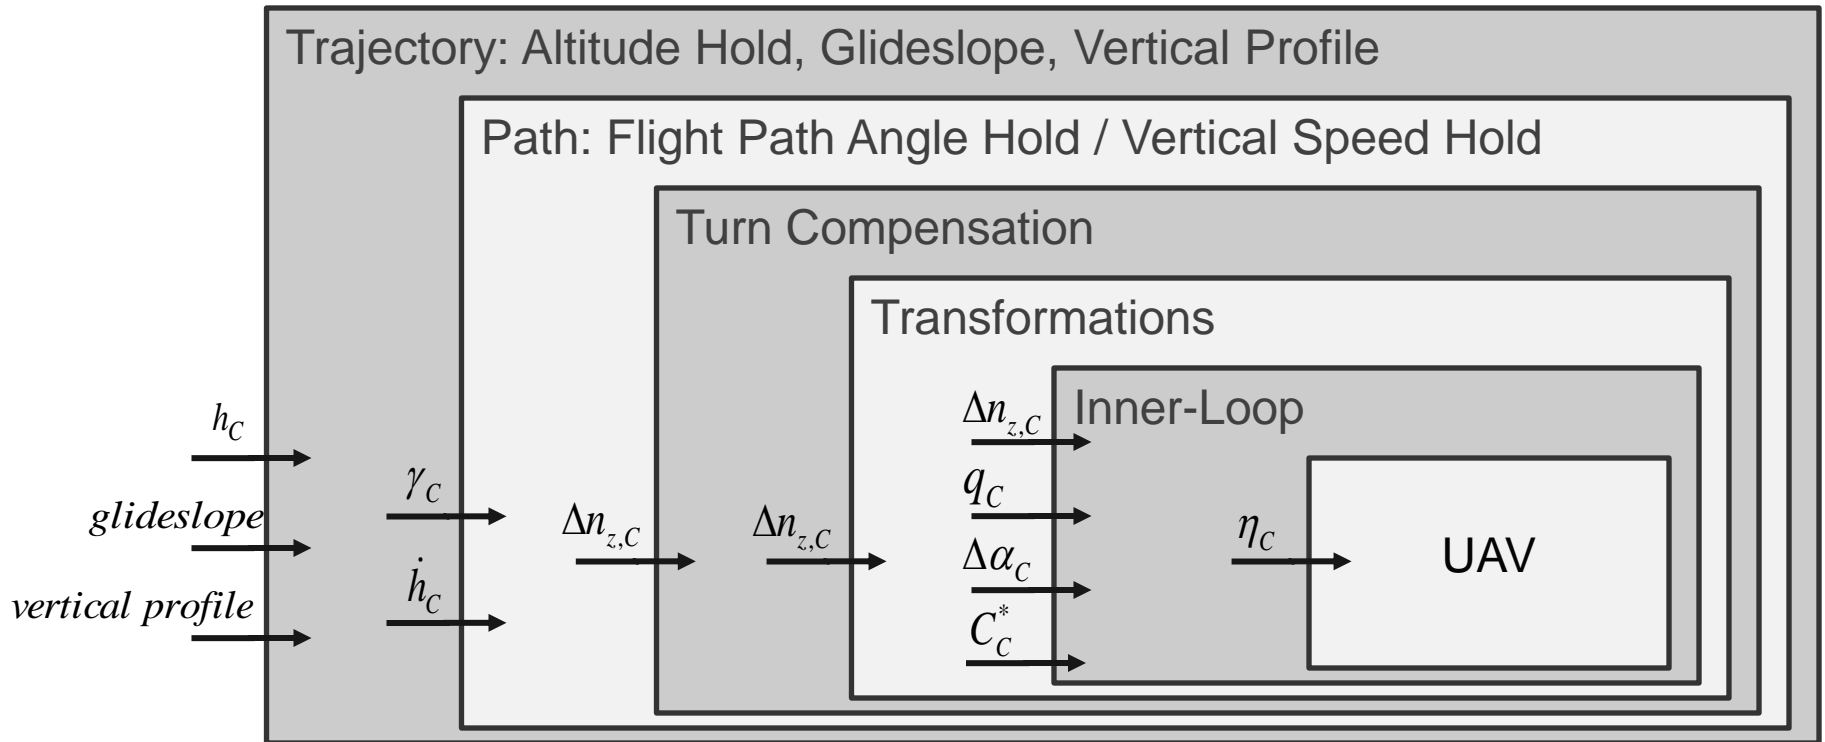 Trajectory: Altitude Hold, Glideslope, Vertical Profile
Path: Flight Path Angle Hold / Vertical Speed Hold
Turn Compensation
Transformations
Inner-Loop
UAV
h_C
glideslope
vertical profile
γ_C
ḣ_C
Δn_{z,C}
Δn_{z,C}
Δn_{z,C}
q_C
Δα_C
C^*_C
η_C